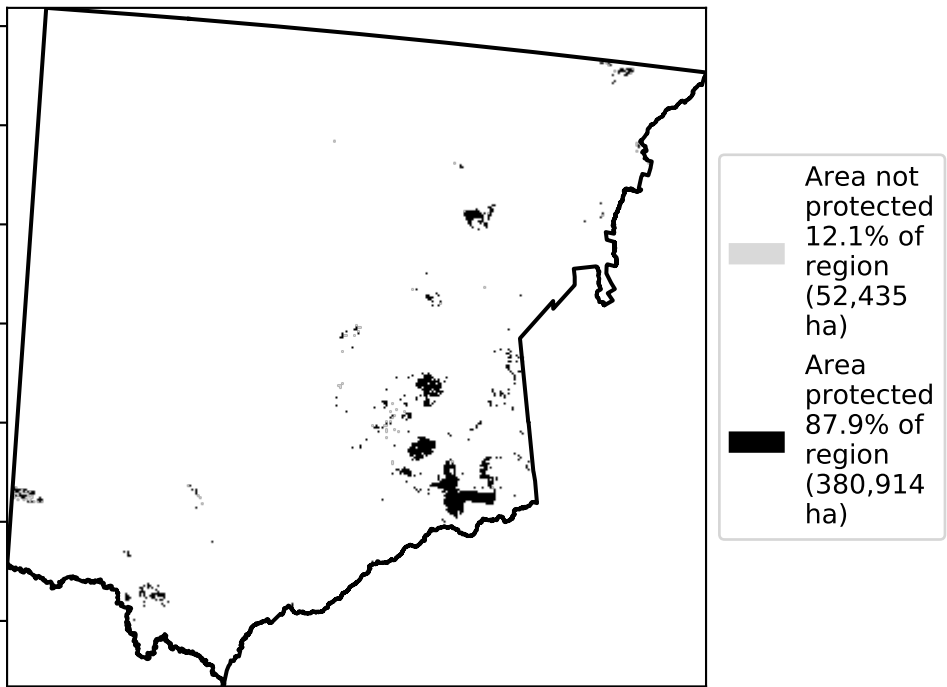 Area not
protected
12.1% of
region
(52,435
ha)
Area
protected
87.9% of
region
(380,914
ha)